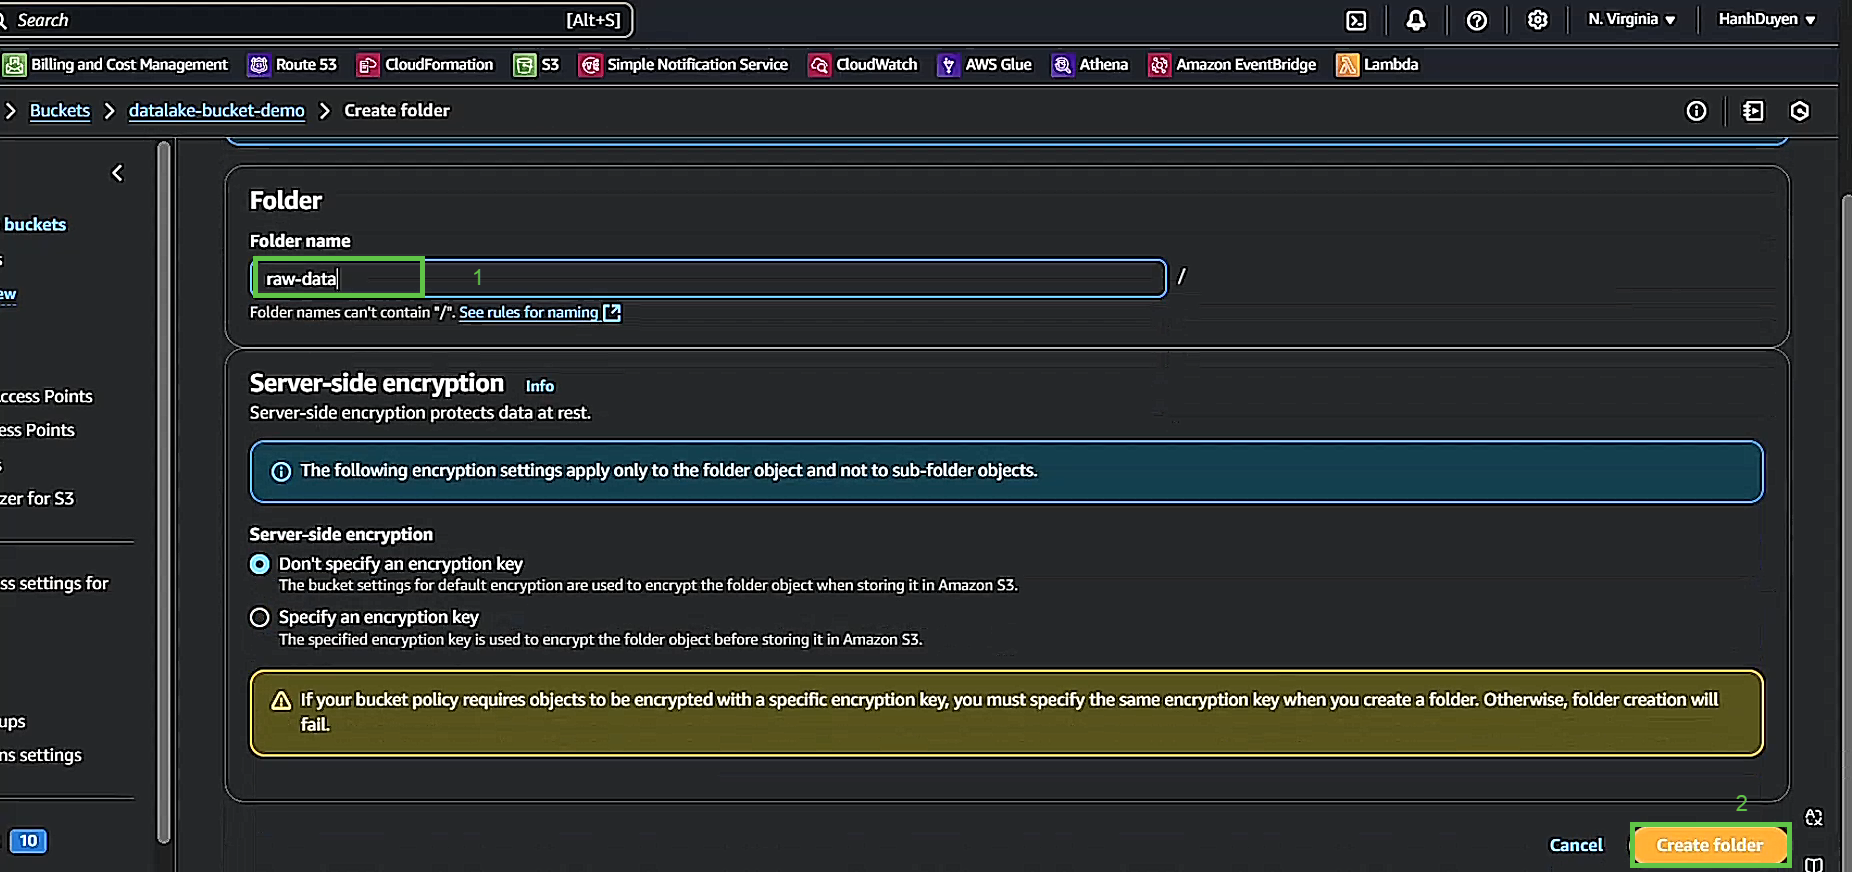 Search [Alt+S] N. Virginia HanhDuyen
Billing and Cost Management Route 53 CloudFormation S3 Simple Notification Service CloudWatch AWS Glue Athena Amazon EventBridge Lambda
Buckets datalake-bucket-demo Create folder
buckets
s
ew
ccess Points
ess Points
s
zer for S3
ss settings for
ups
ns settings
10
Folder
Folder name
raw-data 1 /
Folder names can't contain "/". See rules for naming
Server-side encryption Info
Server-side encryption protects data at rest.
The following encryption settings apply only to the folder object and not to sub-folder objects.
Server-side encryption
Don't specify an encryption key
The bucket settings for default encryption are used to encrypt the folder object when storing it in Amazon S3.
Specify an encryption key
The specified encryption key is used to encrypt the folder object before storing it in Amazon S3.
If your bucket policy requires objects to be encrypted with a specific encryption key, you must specify the same encryption key when you create a folder. Otherwise, folder creation will
fail.
2
Cancel Create folder